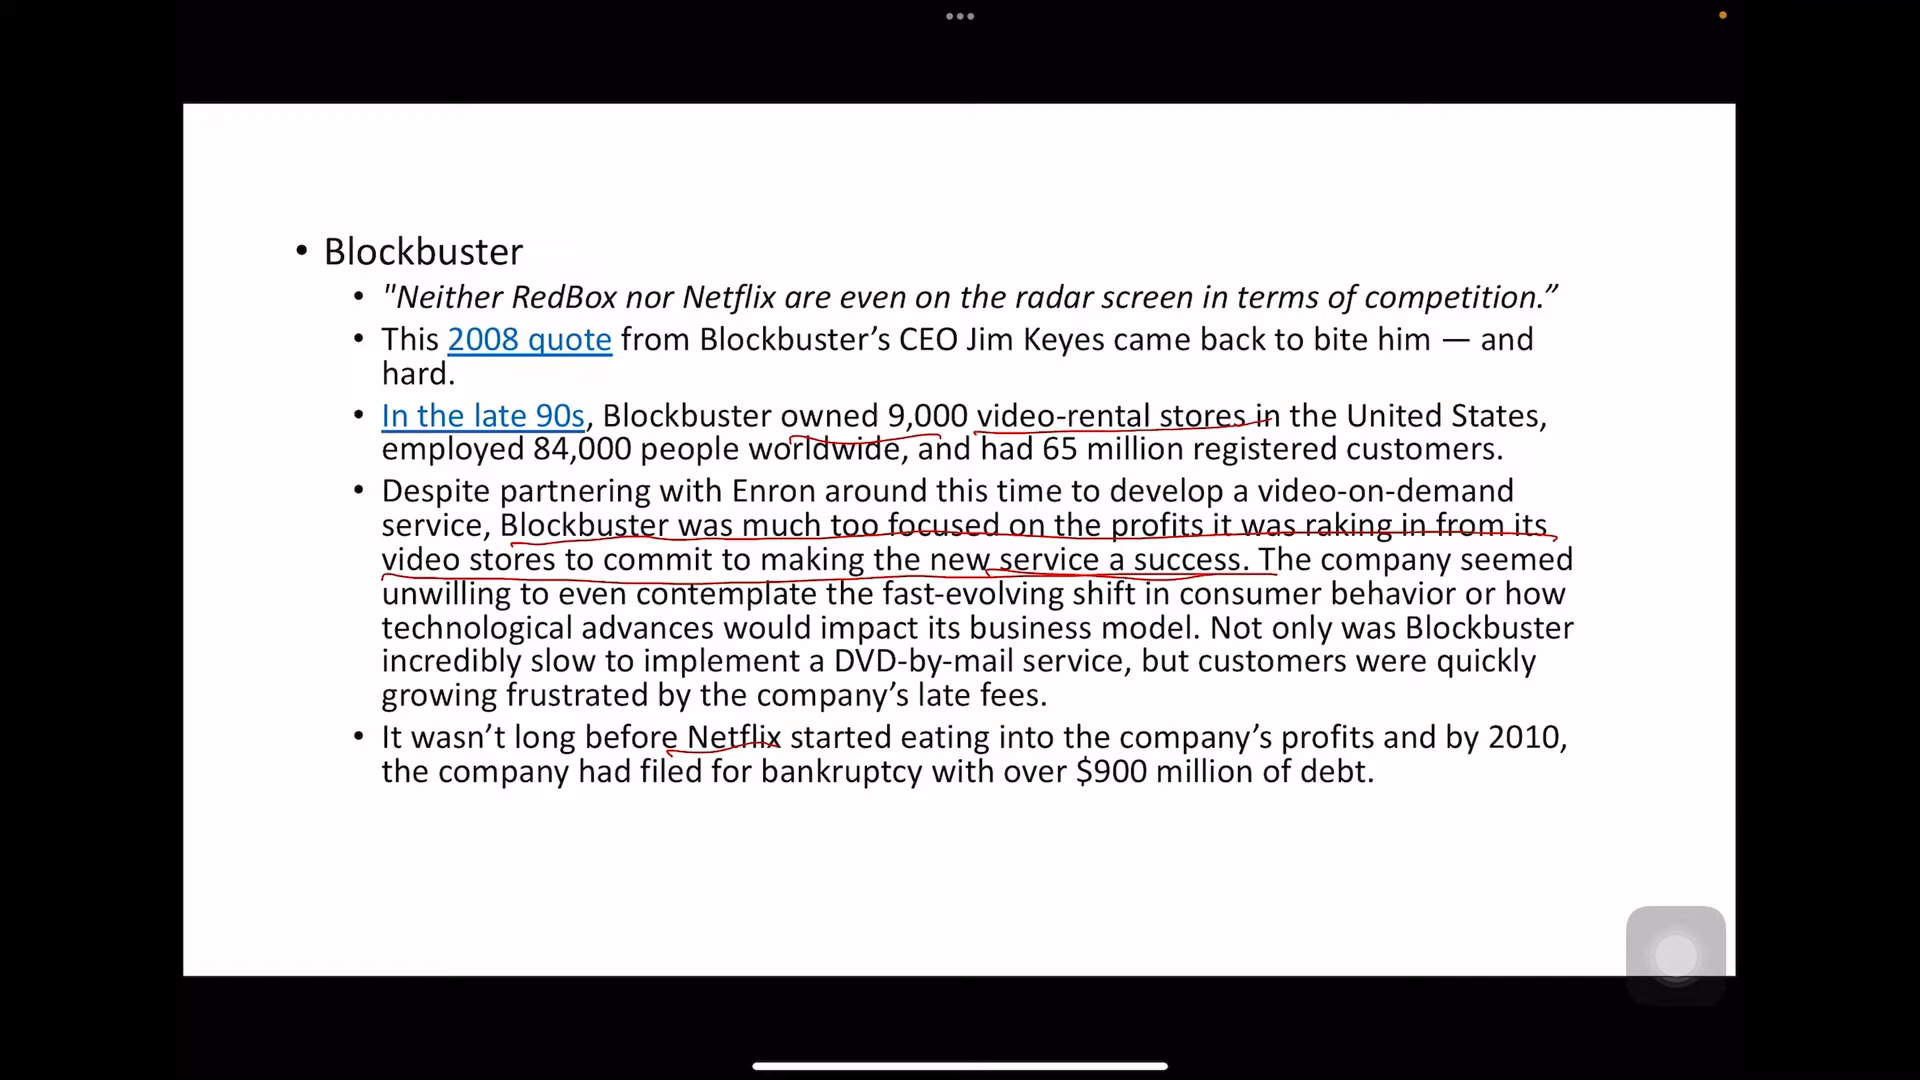 • Blockbuster
• "Neither RedBox nor Netflix are even on the radar screen in terms of competition.”
• This 2008 quote from Blockbuster’s CEO Jim Keyes came back to bite him — and
hard.
• In the late 90s, Blockbuster owned 9,000 video-rental stores in the United States,
employed 84,000 people worldwide, and had 65 million registered customers.
• Despite partnering with Enron around this time to develop a video-on-demand
service, Blockbuster was much too focused on the profits it was raking in from its
video stores to commit to making the new service a success. The company seemed
unwilling to even contemplate the fast-evolving shift in consumer behavior or how
technological advances would impact its business model. Not only was Blockbuster
incredibly slow to implement a DVD-by-mail service, but customers were quickly
growing frustrated by the company’s late fees.
• It wasn’t long before Netflix started eating into the company’s profits and by 2010,
the company had filed for bankruptcy with over $900 million of debt.